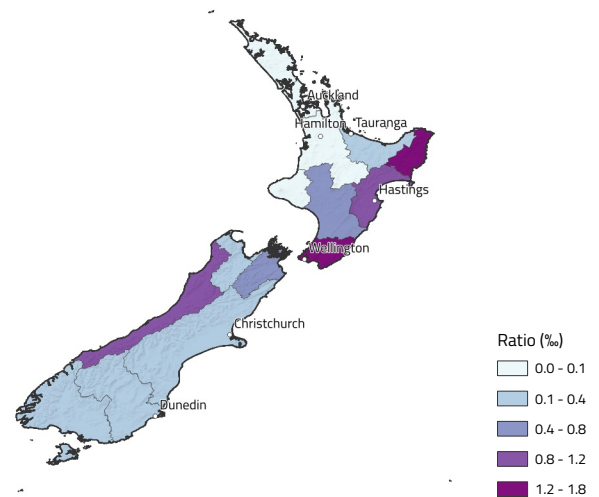 Auckland
Hamilton
Tauranga
Hastings
Wellington
Christchurch
Dunedin
Ratio (‰)
0.0 - 0.1
0.1 - 0.4
0.4 - 0.8
0.8 - 1.2
1.2 - 1.8